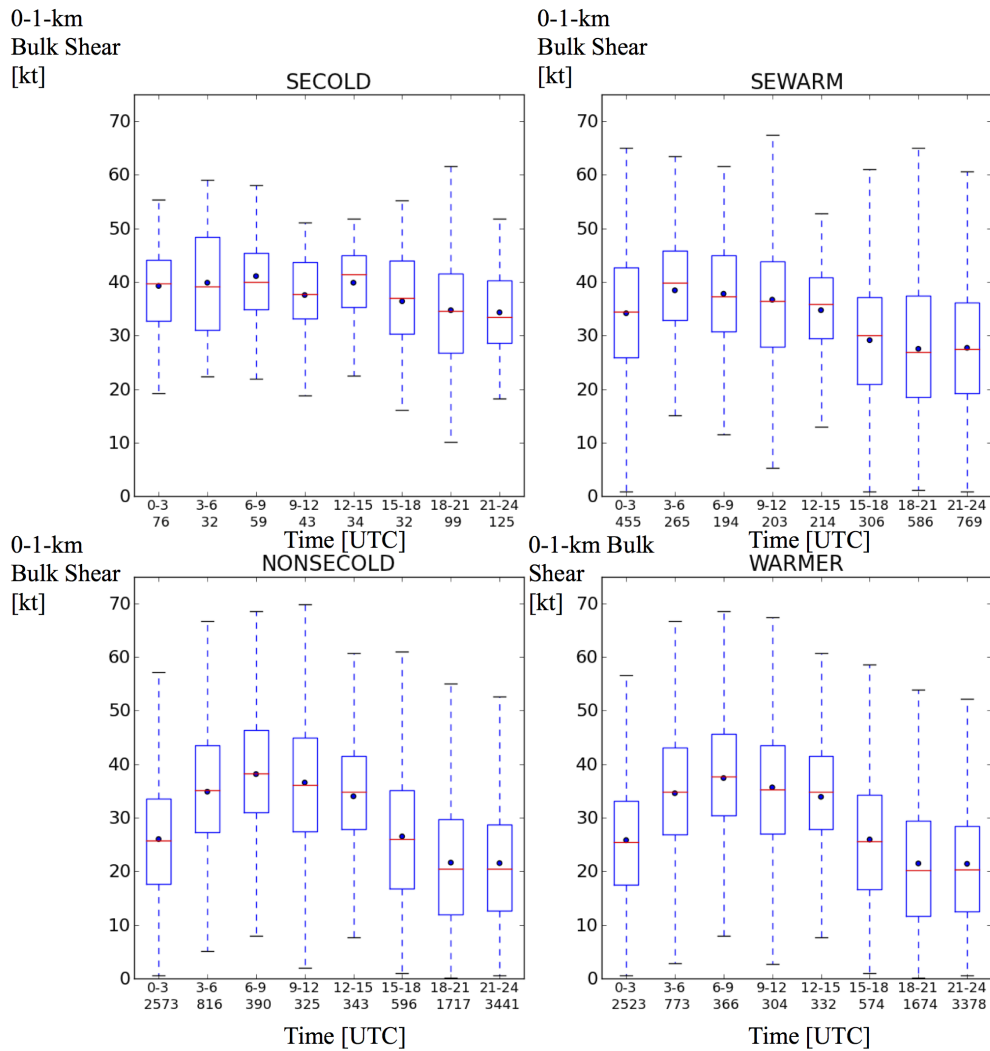 0-1-km
Bulk Shear
[kt]
SECOLD
70
60
50
40
30
20
10
0
0-3 3-6 6-9 9-12 12-15 15-18 18-21 21-24
76 32 59 43 34 32 99 125
Time [UTC]
0-1-km
Bulk Shear
[kt]
SEWARM
70
60
50
40
30
20
10
0
0-3 3-6 6-9 9-12 12-15 15-18 18-21 21-24
455 265 194 203 214 306 586 769
Time [UTC]
0-1-km
Bulk Shear
[kt]
NONSECOLD
70
60
50
40
30
20
10
0
0-3 3-6 6-9 9-12 12-15 15-18 18-21 21-24
2573 816 390 325 343 596 1717 3441
Time [UTC]
0-1-km Bulk
Shear
[kt]
WARMER
70
60
50
40
30
20
10
0
0-3 3-6 6-9 9-12 12-15 15-18 18-21 21-24
2523 773 366 304 332 574 1674 3378
Time [UTC]